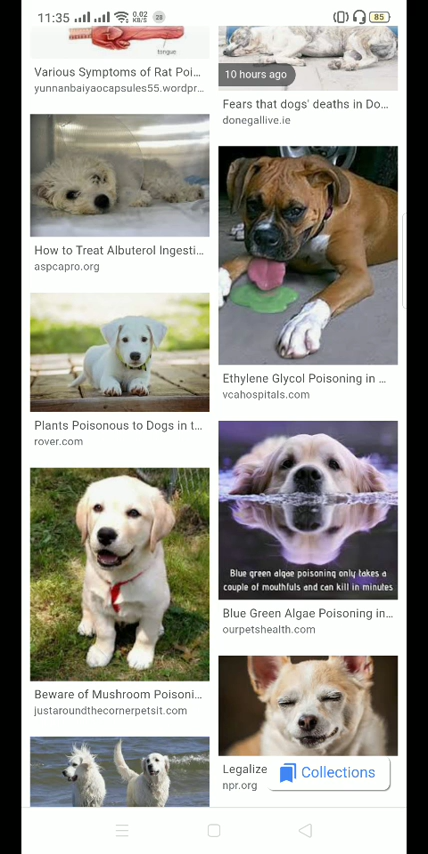 11:35
0.02
KB/S
28
85
tongue
Various Symptoms of Rat Poi...
yunnanbaiyaocapsules55.wordpr...
10 hours ago
Fears that dogs' deaths in Do...
donegallive.ie
How to Treat Albuterol Ingesti...
aspcapro.org
Ethylene Glycol Poisoning in ...
vcahospitals.com
Plants Poisonous to Dogs in t...
rover.com
Blue green algae poisoning only takes a
couple of mouthfuls and can kill in minutes
Blue Green Algae Poisoning in...
ourpetshealth.com
Beware of Mushroom Poisoni...
justaroundthecornerpetsit.com
Legalize
npr.org
Collections